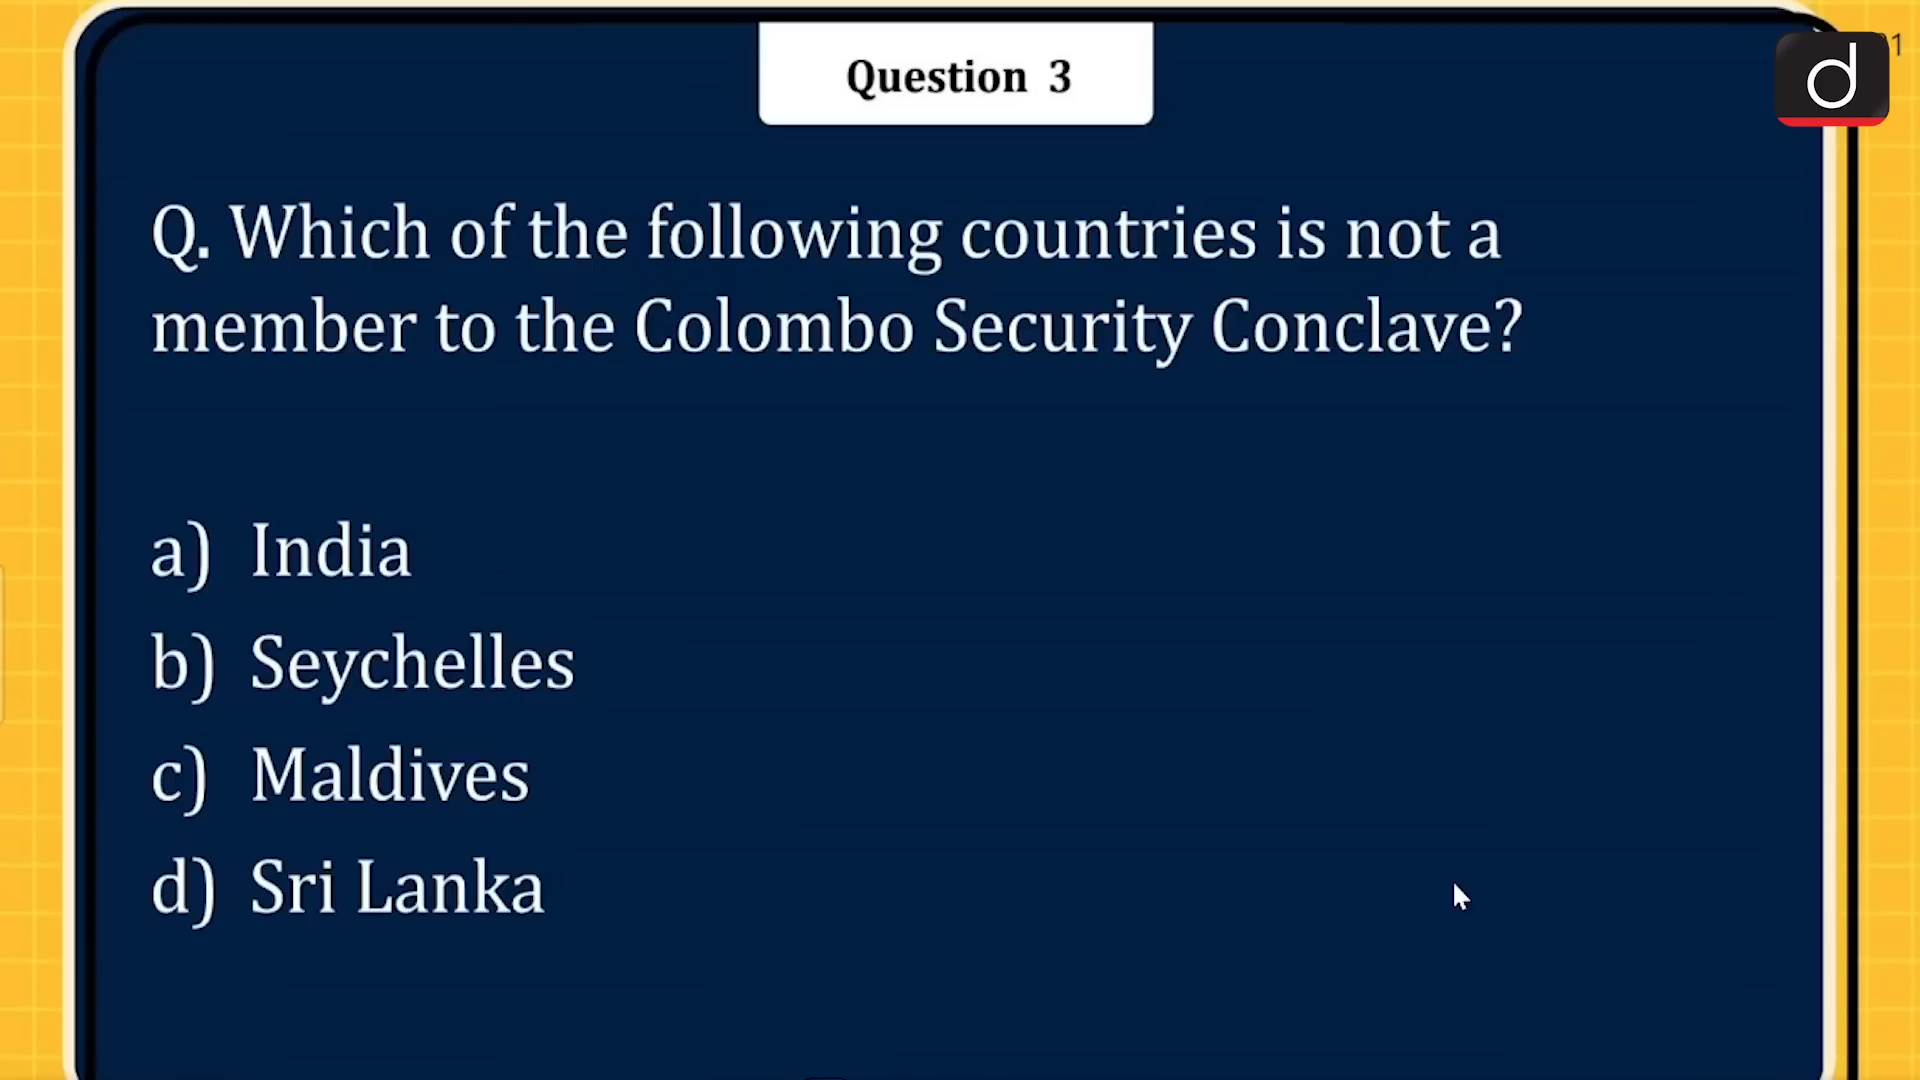 Question 3
Q. Which of the following countries is not a
member to the Colombo Security Conclave?
a) India
b) Seychelles
c) Maldives
d) Sri Lanka
d